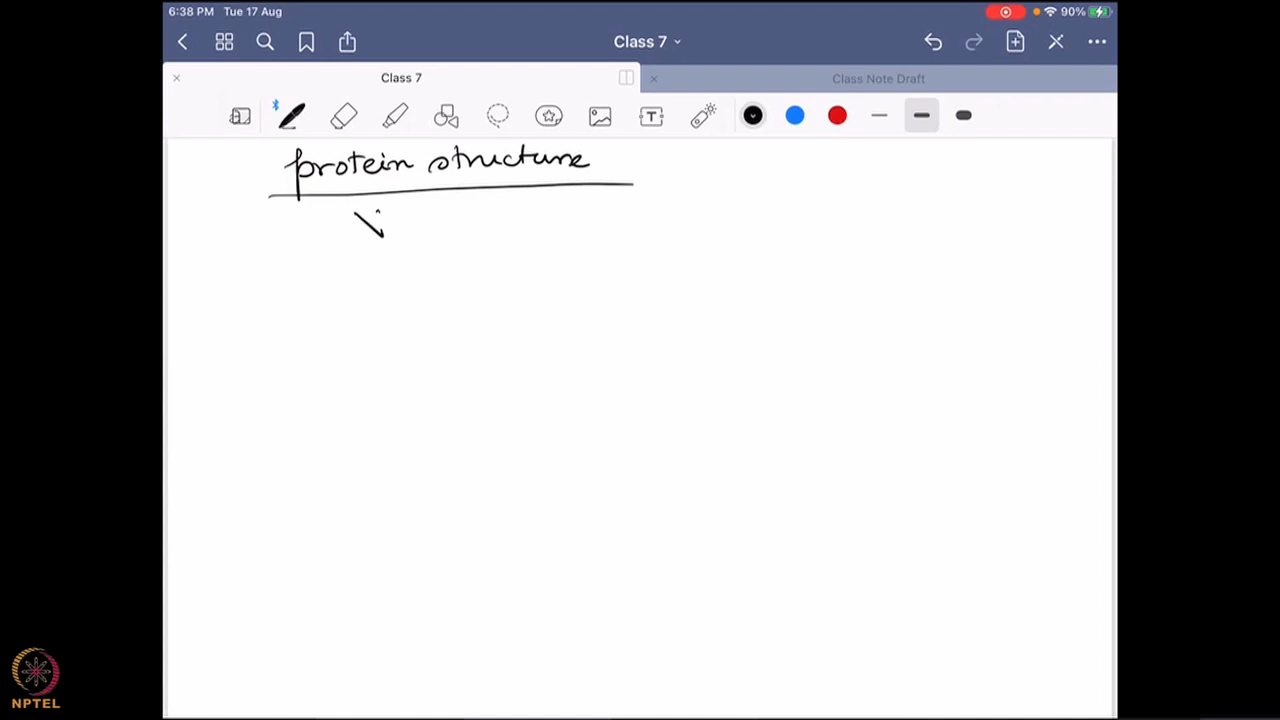 6:38 PM Tue 17 Aug 90%
Class 7
Class 7 Class Note Draft
T
protein structure
NPTEL